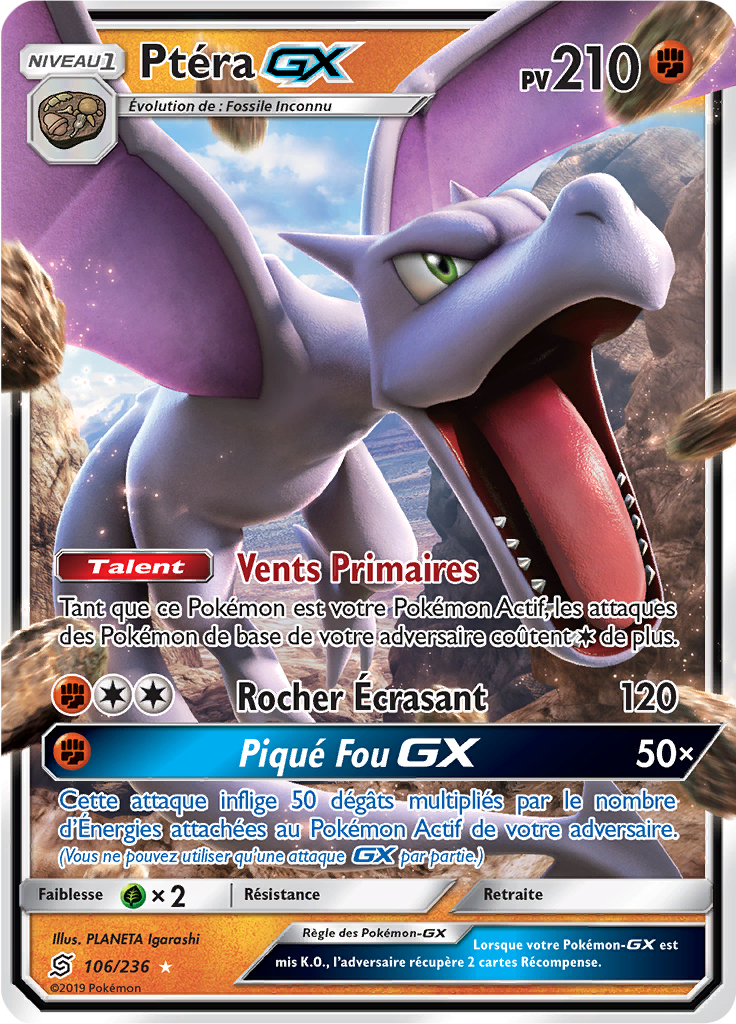 NIVEAU 1
Ptéra GX
PV 210
Évolution de : Fossile Inconnu
Talent Vents Primaires
Tant que ce Pokémon est votre Pokémon Actif, les attaques
des Pokémon de base de votre adversaire coûtent de plus.
Rocher Écrasant 120
Piqué Fou GX 50×
Cette attaque inflige 50 dégâts multipliés par le nombre
d'Énergies attachées au Pokémon Actif de votre adversaire.
(Vous ne pouvez utiliser qu'une attaque GX par partie.)
Faiblesse × 2 Résistance Retraite
Illus. PLANETA Igarashi
106/236
©2019 Pokémon
Règle des Pokémon-GX
Lorsque votre Pokémon-GX est
mis K.O., l'adversaire récupère 2 cartes Récompense.